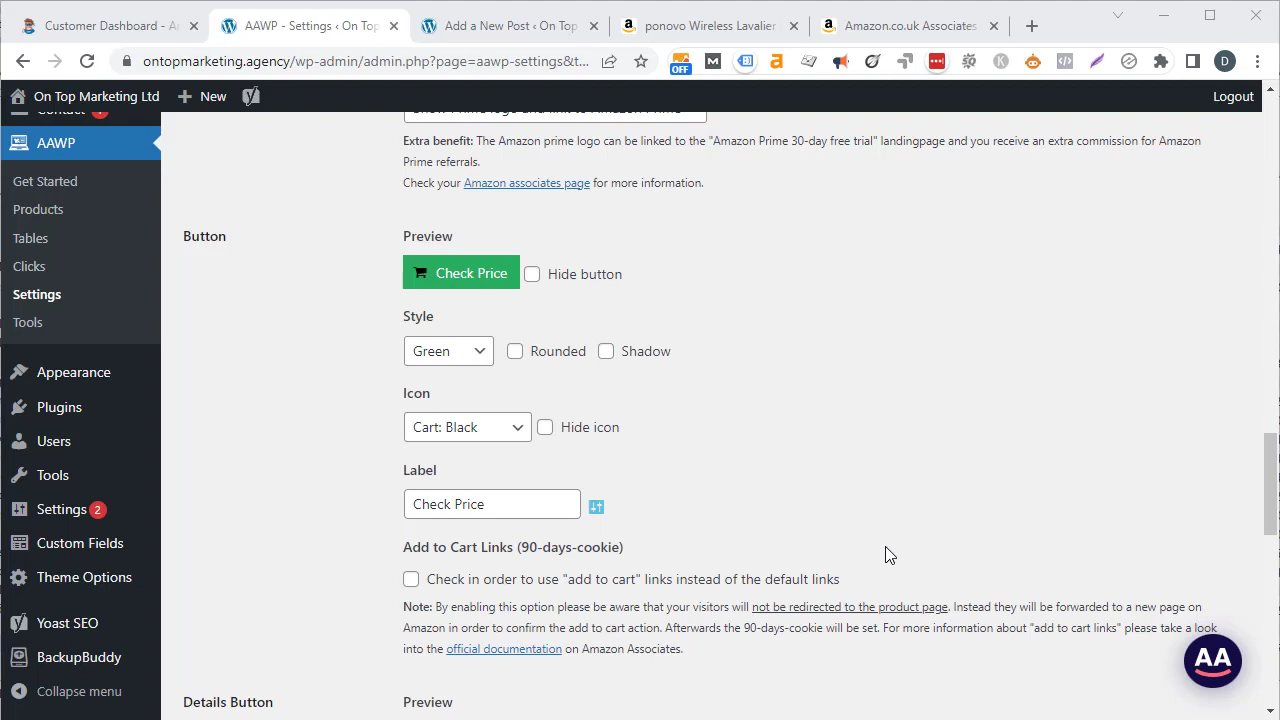 Customer Dashboard - A
AAWP - Settings ‹ On Top
Add a New Post ‹ On Top
ponovo Wireless Lavalier
Amazon.co.uk Associates
ontopmarketing.agency/wp-admin/admin.php?page=aawp-settings&t...
OFF
D
On Top Marketing Ltd
New
Logout
AAWP
Get Started
Products
Tables
Clicks
Settings
Tools
Appearance
Plugins
Users
Tools
Settings 2
Custom Fields
Theme Options
Yoast SEO
BackupBuddy
Collapse menu
Extra benefit: The Amazon prime logo can be linked to the "Amazon Prime 30-day free trial" landingpage and you receive an extra commission for Amazon
Prime referrals.
Check your Amazon associates page for more information.
Button
Preview
Check Price
Hide button
Style
Green
Rounded
Shadow
Icon
Cart: Black
Hide icon
Label
Check Price
Add to Cart Links (90-days-cookie)
Check in order to use "add to cart" links instead of the default links
Note: By enabling this option please be aware that your visitors will not be redirected to the product page. Instead they will be forwarded to a new page on
Amazon in order to confirm the add to cart action. Afterwards the 90-days-cookie will be set. For more information about "add to cart links" please take a look
into the official documentation on Amazon Associates.
AA
Details Button
Preview